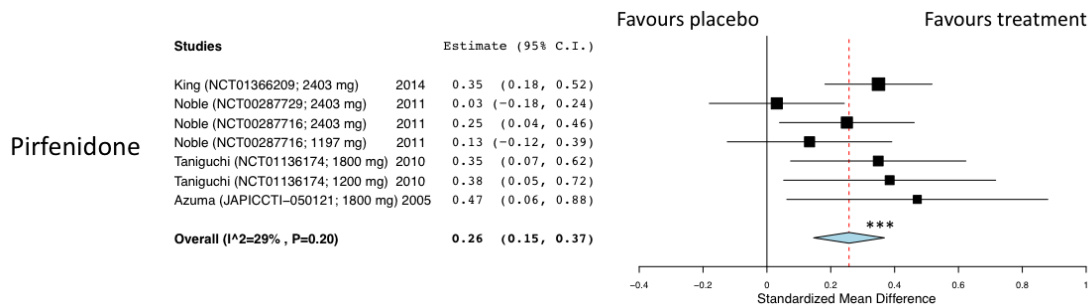 Favours placebo Favours treatment
Studies Estimate (95% C.I.)
King (NCT01366209; 2403 mg) 2014 0.35 (0.18, 0.52)
Noble (NCT00287729; 2403 mg) 2011 0.03 (−0.18, 0.24)
Noble (NCT00287716; 2403 mg) 2011 0.25 (0.04, 0.46)
Pirfenidone
Noble (NCT00287716; 1197 mg) 2011 0.13 (−0.12, 0.39)
Taniguchi (NCT01136174; 1800 mg) 2010 0.35 (0.07, 0.62)
Taniguchi (NCT01136174; 1200 mg) 2010 0.38 (0.05, 0.72)
Azuma (JAPICCTI−050121; 1800 mg) 2005 0.47 (0.06, 0.88)
***
Overall (I^2=29% , P=0.20) 0.26 (0.15, 0.37)
−0.4 −0.2 0 0.2 0.4 0.6 0.8 1
Standardized Mean Difference